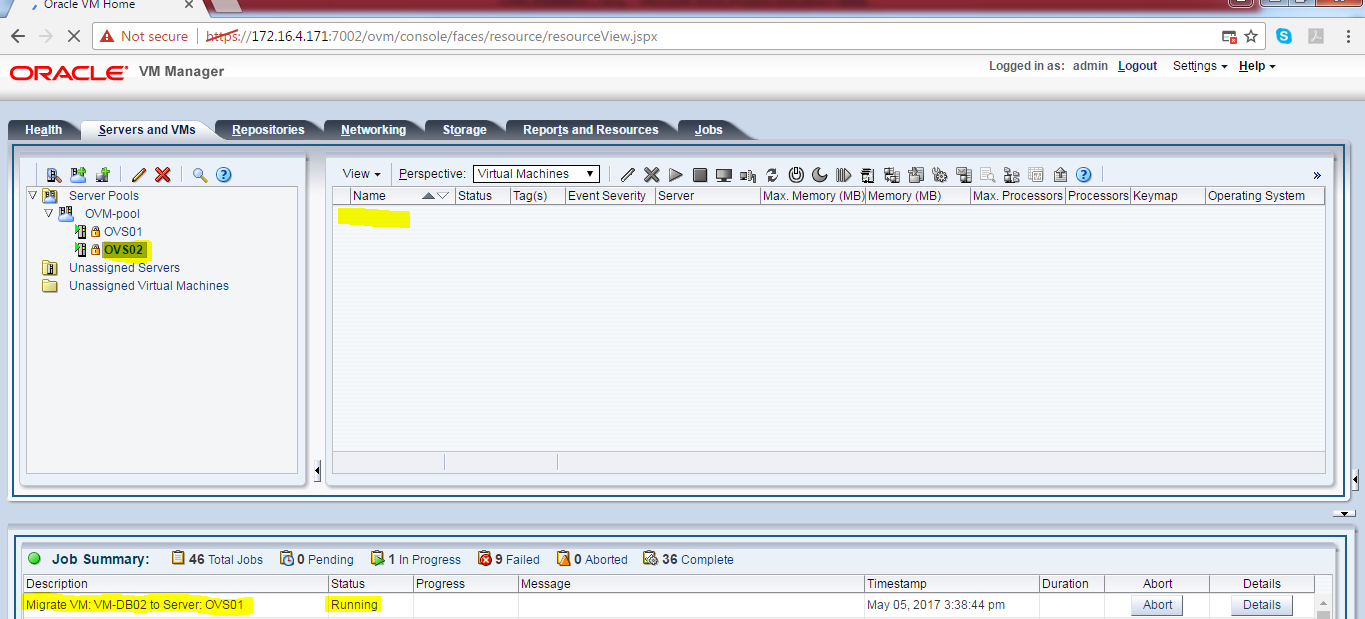 Oracle VM Home
Not secure https://172.16.4.171:7002/ovm/console/faces/resource/resourceView.jspx
ORACLE VM Manager
Logged in as: admin Logout Settings Help
Health Servers and VMs Repositories Networking Storage Reports and Resources Jobs
View Perspective: Virtual Machines
Name Status Tag(s) Event Severity Server Max. Memory (MB) Memory (MB) Max. Processors Processors Keymap Operating System
Server Pools
OVM-pool
OVS01
OVS02
Unassigned Servers
Unassigned Virtual Machines
Job Summary: 46 Total Jobs 0 Pending 1 In Progress 9 Failed 0 Aborted 36 Complete
Description Status Progress Message Timestamp Duration Abort Details
Migrate VM: VM-DB02 to Server: OVS01 Running May 05, 2017 3:38:44 pm Abort Details